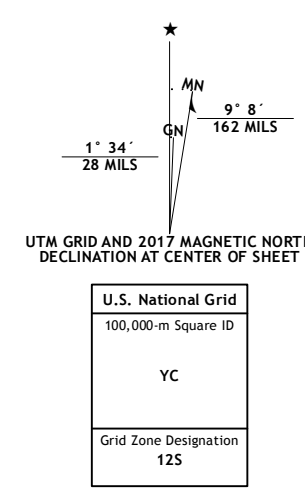 ★
MN
GN
9° 8´
162 MILS
1° 34´
28 MILS
UTM GRID AND 2017 MAGNETIC NORT
DECLINATION AT CENTER OF SHEET
U.S. National Grid
100,000-m Square ID
YC
Grid Zone Designation
12S